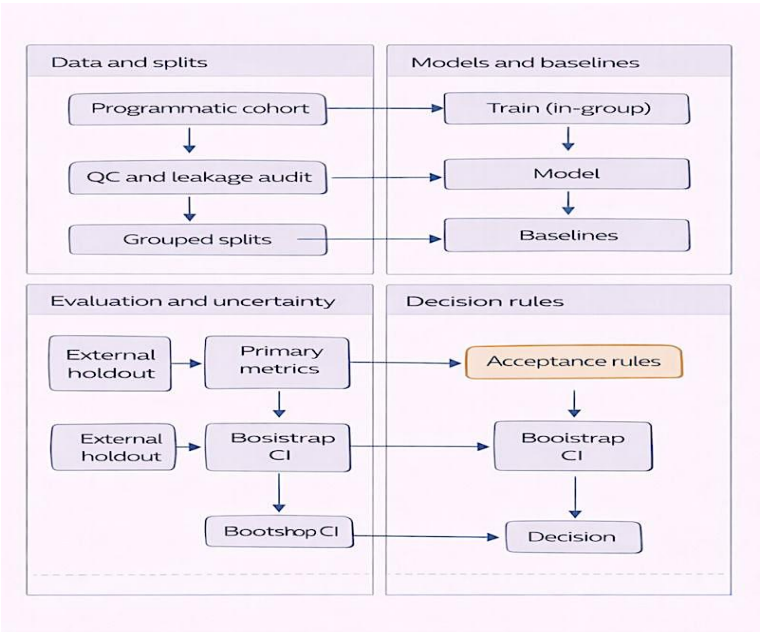 Data and splits
Programmatic cohort
QC and leakage audit
Grouped splits
Models and baselines
Train (in-group)
Model
Baselines
Evaluation and uncertainty
External
holdout
Primary
metrics
External
holdout
Bosistrap
CI
Bootshop CI
Decision rules
Acceptance rules
Booistrap
CI
Decision